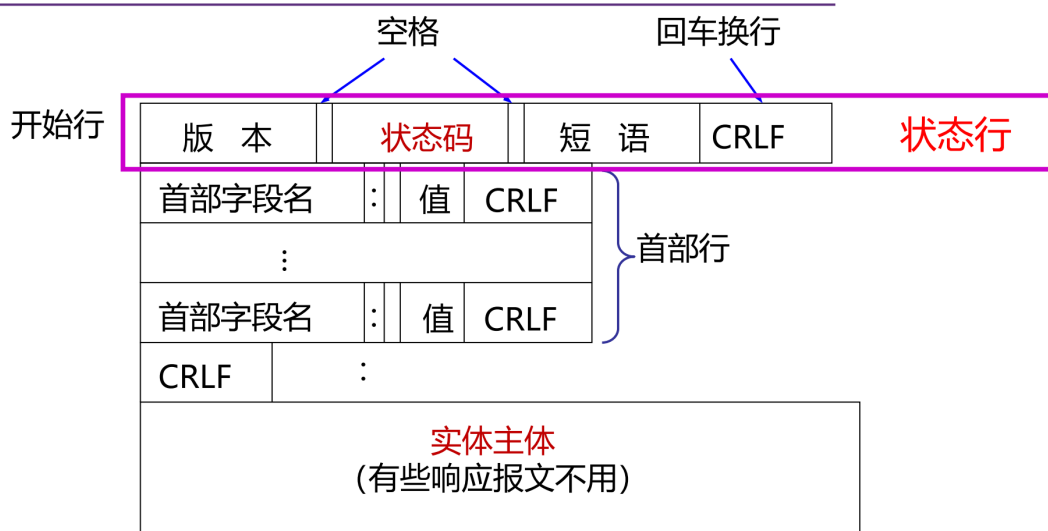 空格 回车换行
开始行 版 本 状态码 短 语 CRLF 状态行
首部字段名 : 值 CRLF
⋮ 首部行
首部字段名 : 值 CRLF
CRLF :
实体主体
(有些响应报文不用)